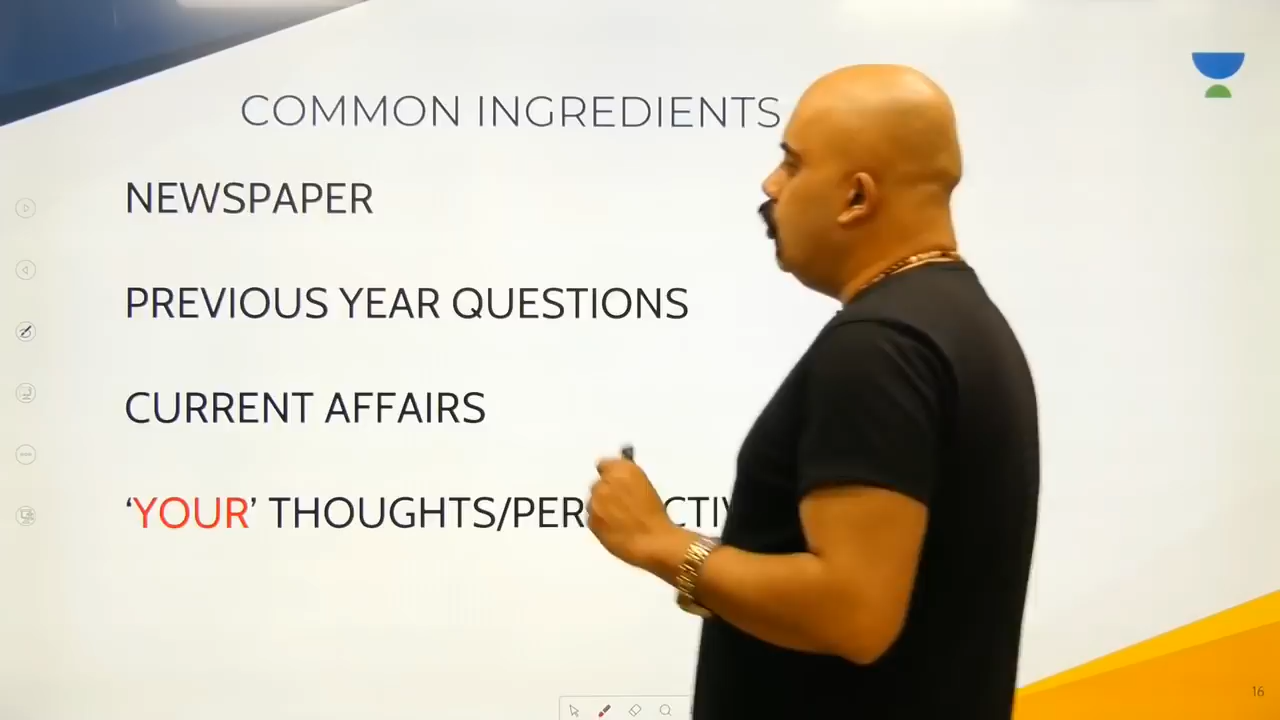 COMMON INGREDIENTS
NEWSPAPER
PREVIOUS YEAR QUESTIONS
CURRENT AFFAIRS
‘YOUR’ THOUGHTS/
16